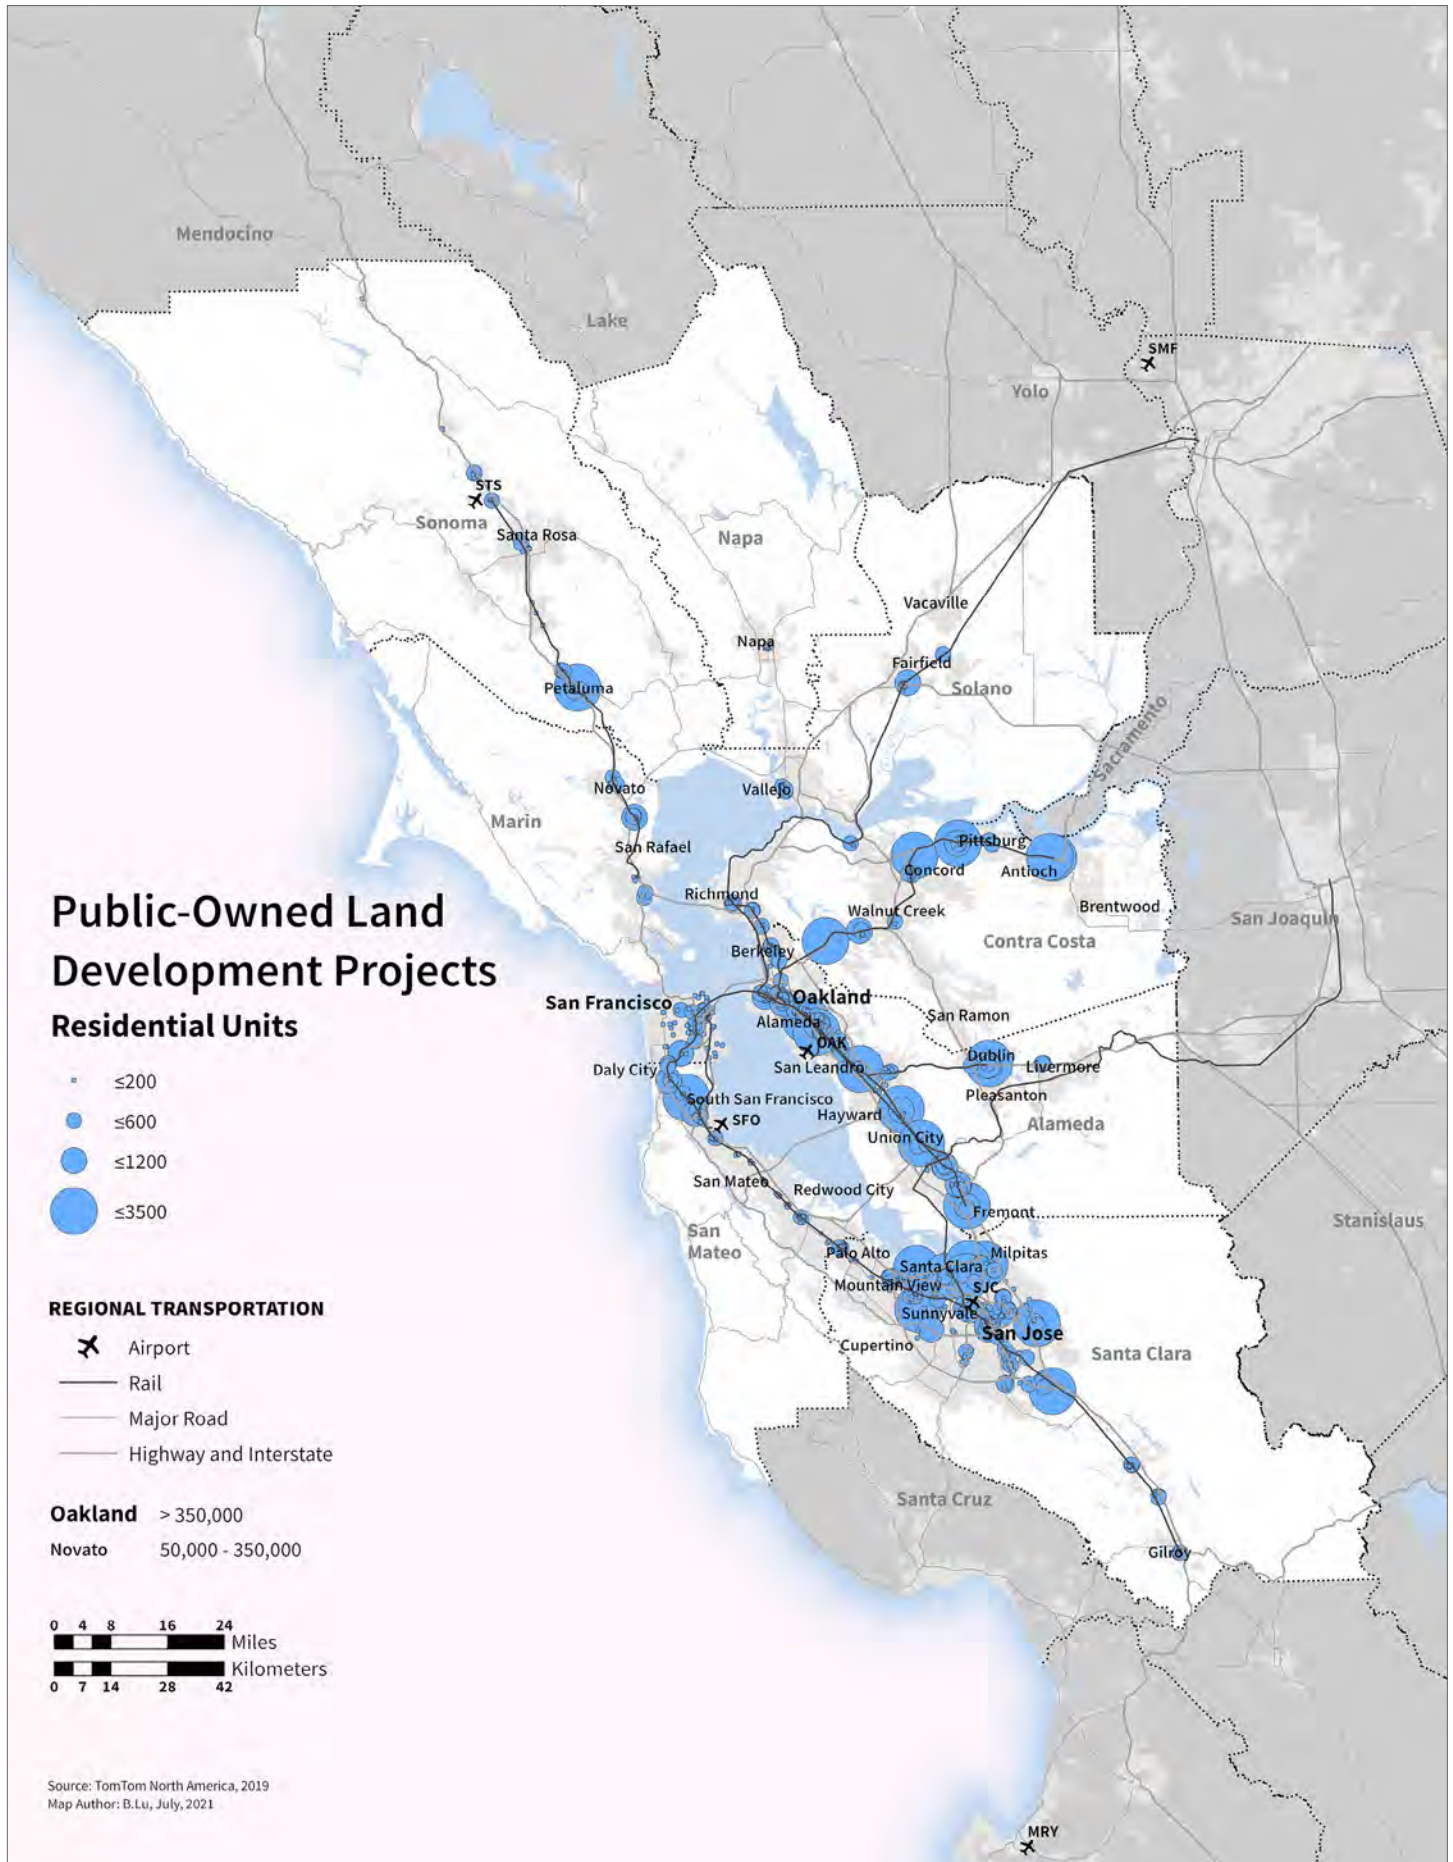 Mendocino
Lake
SMF
Yolo
STS
Sonoma
Santa Rosa
Napa
Vacaville
Napa
Fairfield
Petaluma
Solano
Sacramento
Novato
Vallejo
Marin
San Rafael
Pittsburg
Concord
Antioch
Richmond
Walnut Creek
Brentwood
San Joaquin
Contra Costa
Berkeley
Public-Owned Land
Development Projects
Residential Units
San Francisco
Oakland
Alameda
San Ramon
OAK
Dublin
Daly City
San Leandro
Livermore
Pleasanton
South San Francisco
Hayward
SFO
Alameda
Union City
San Mateo
Redwood City
Fremont
Stanislaus
San
Mateo
Palo Alto
Milpitas
Santa Clara
Mountain View
SJC
Sunnyvale
San Jose
Cupertino
Santa Clara
Santa Cruz
Gilroy
MRY
≤200
≤600
≤1200
≤3500
REGIONAL TRANSPORTATION
Airport
Rail
Major Road
Highway and Interstate
Oakland > 350,000
Novato 50,000 - 350,000
0 4 8 16 24
Miles
Kilometers
0 7 14 28 42
Source: TomTom North America, 2019
Map Author: B.Lu, July, 2021